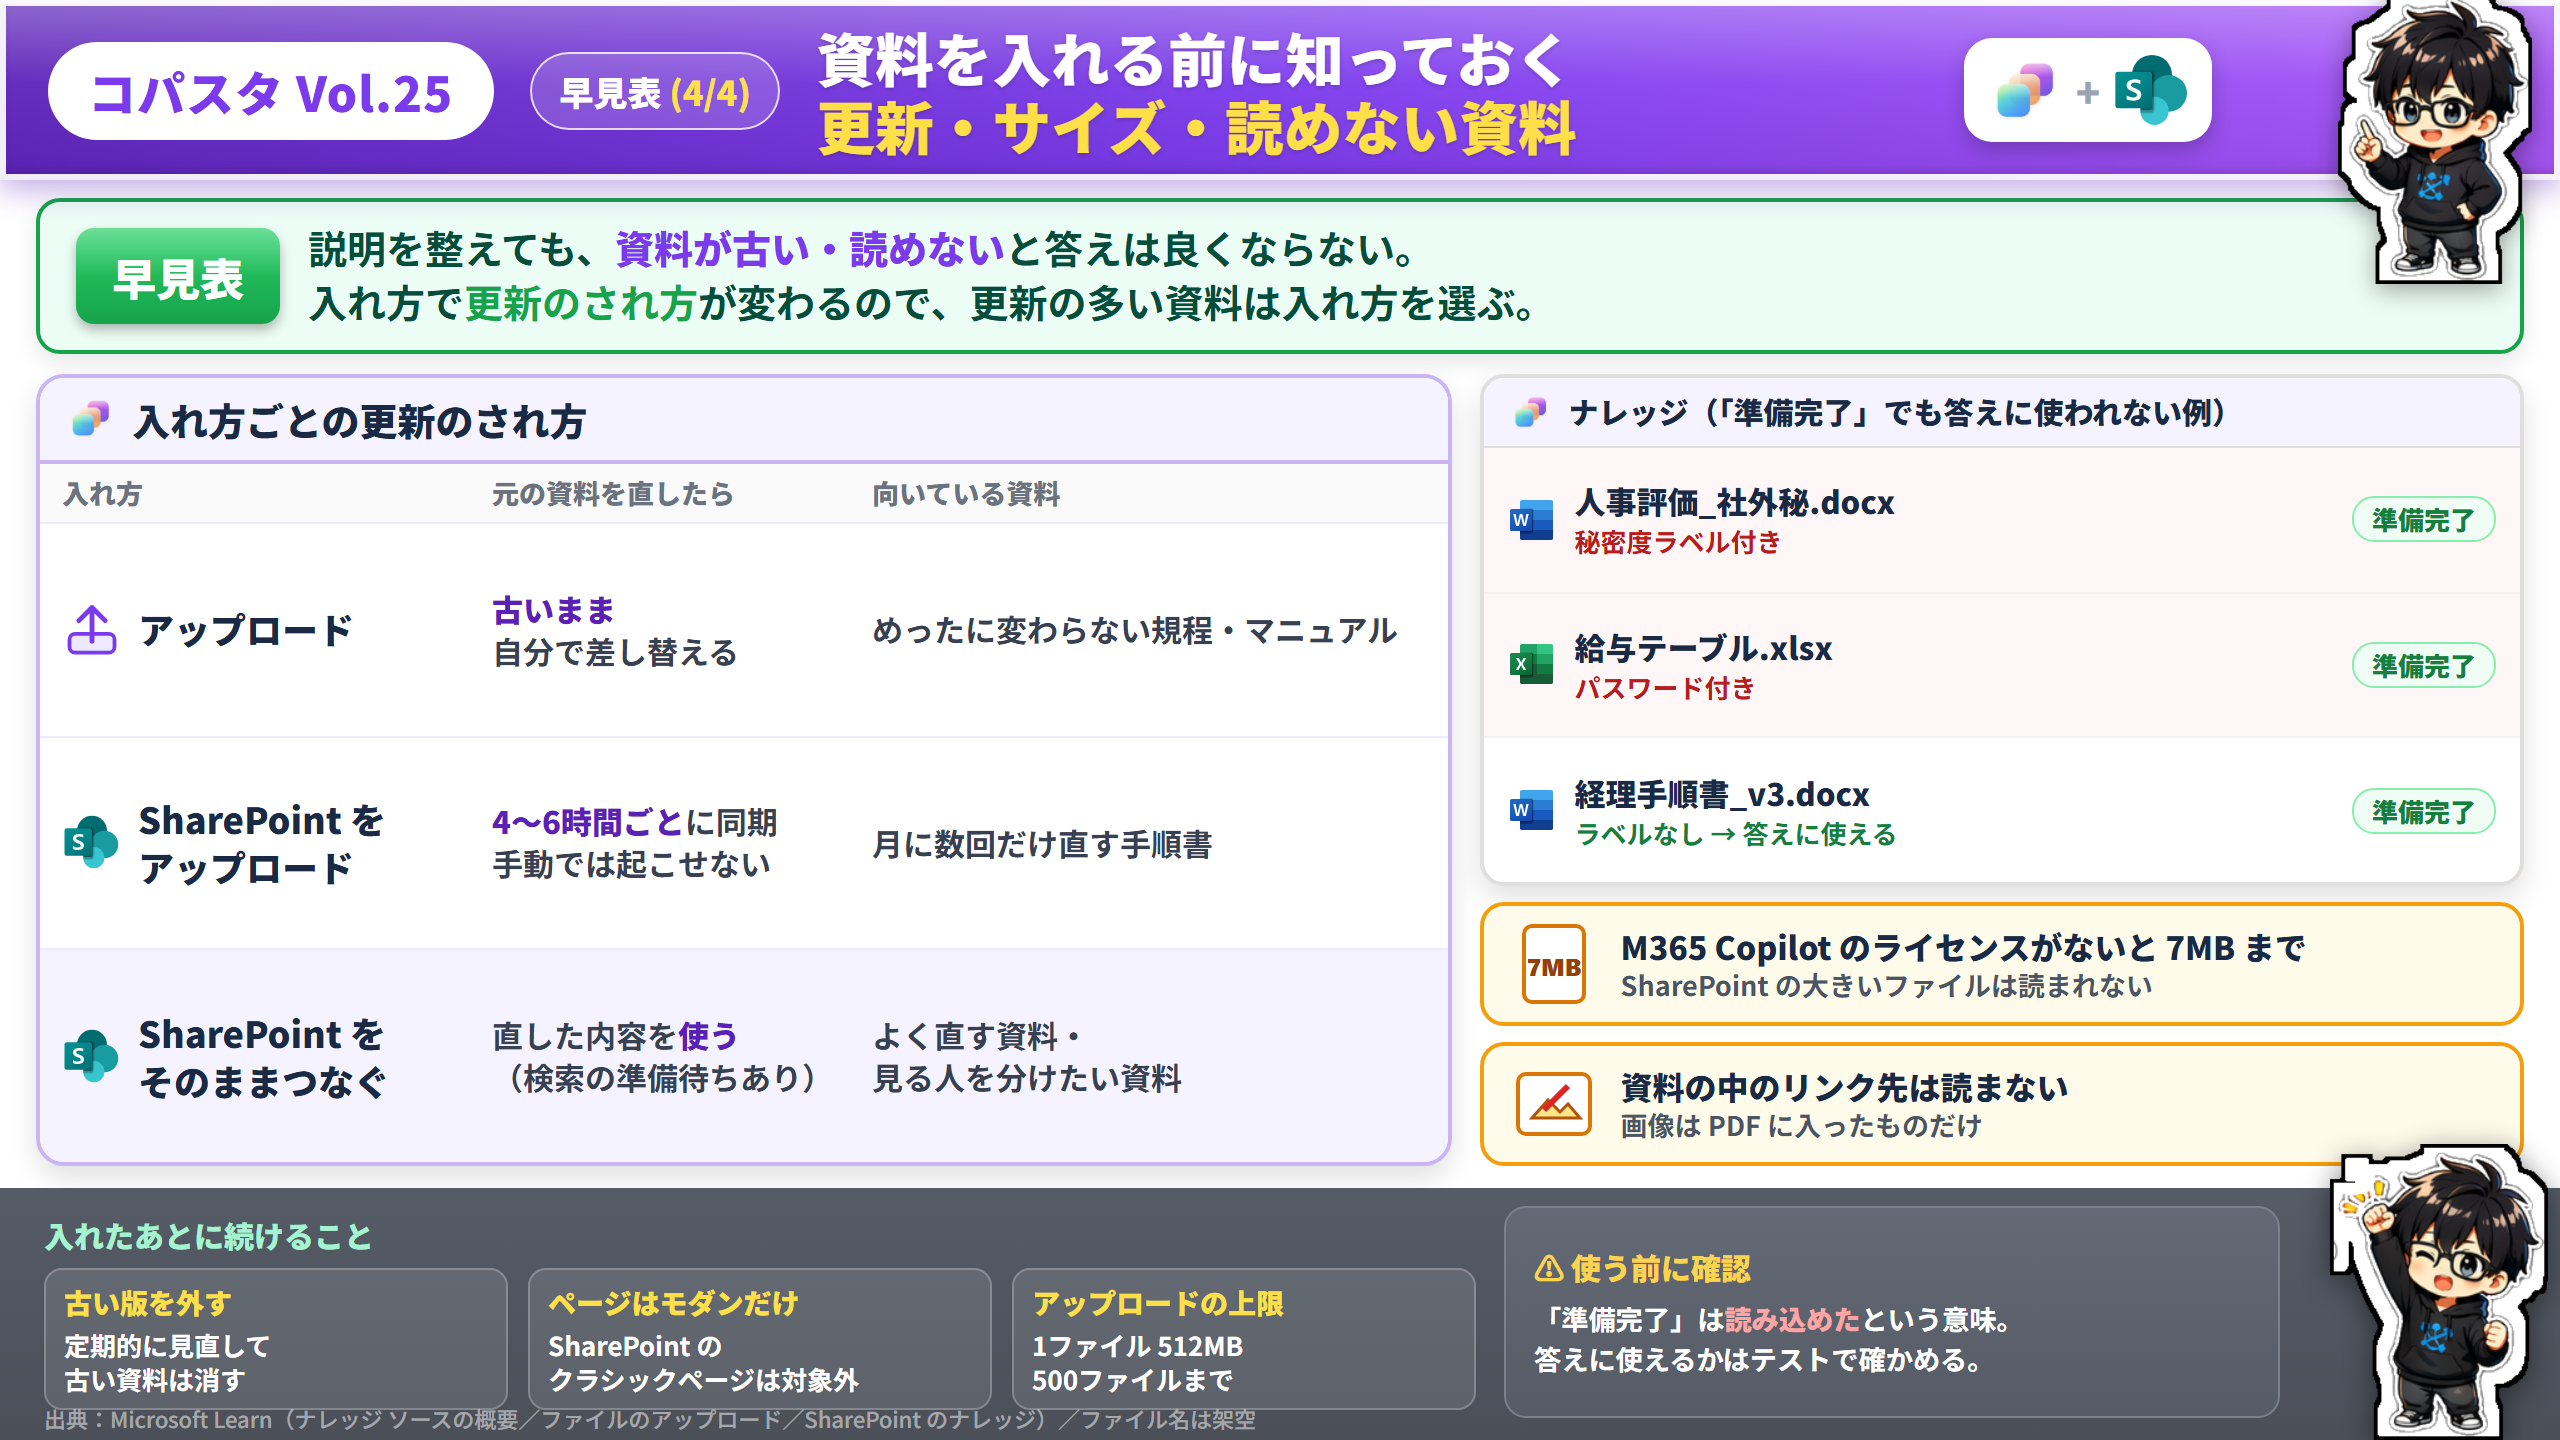 コパスタ Vol.25
早見表 (4/4)
資料を入れる前に知っておく
更新・サイズ・読めない資料
+
S
早見表
説明を整えても、資料が古い・読めないと答えは良くならない。
入れ方で更新のされ方が変わるので、更新の多い資料は入れ方を選ぶ。
入れ方ごとの更新のされ方
入れ方
元の資料を直したら
向いている資料
アップロード
古いまま
自分で差し替える
めったに変わらない規程・マニュアル
S
SharePoint を
アップロード
4〜6時間ごとに同期
手動では起こせない
月に数回だけ直す手順書
S
SharePoint を
そのままつなぐ
直した内容を使う
（検索の準備待ちあり）
よく直す資料・
見る人を分けたい資料
ナレッジ（「準備完了」でも答えに使われない例）
W
人事評価_社外秘.docx
秘密度ラベル付き
準備完了
X
給与テーブル.xlsx
パスワード付き
準備完了
W
経理手順書_v3.docx
ラベルなし → 答えに使える
準備完了
7MB
M365 Copilot のライセンスがないと 7MB まで
SharePoint の大きいファイルは読まれない
資料の中のリンク先は読まない
画像は PDF に入ったものだけ
入れたあとに続けること
古い版を外す
定期的に見直して
古い資料は消す
ページはモダンだけ
SharePoint の
クラシックページは対象外
アップロードの上限
1ファイル 512MB
500ファイルまで
⚠ 使う前に確認
「準備完了」は読み込めたという意味。
答えに使えるかはテストで確かめる。
出典：Microsoft Learn（ナレッジ ソースの概要／ファイルのアップロード／SharePoint のナレッジ）／ファイル名は架空